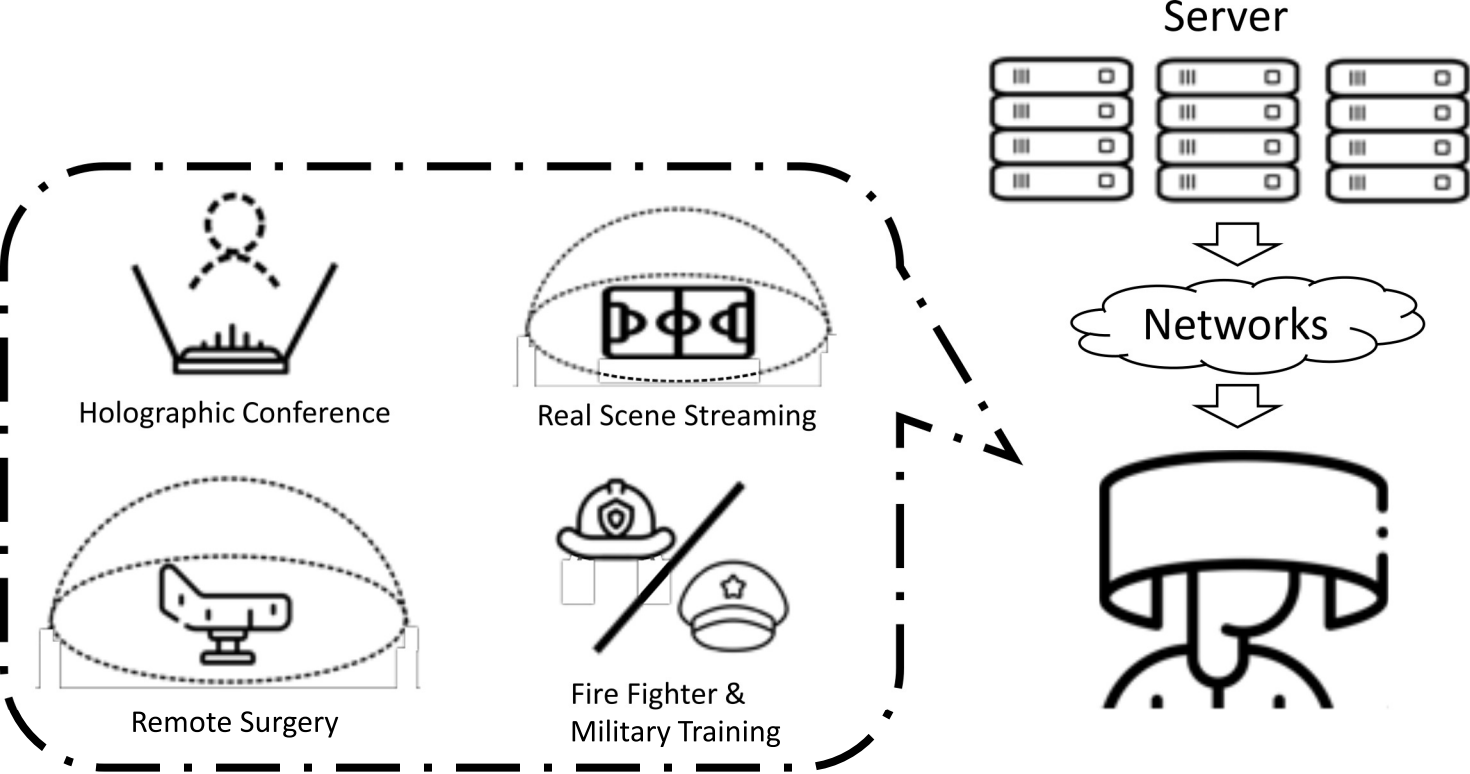 Server
Networks
Holographic Conference
Real Scene Streaming
Remote Surgery
Fire Fighter &
Military Training